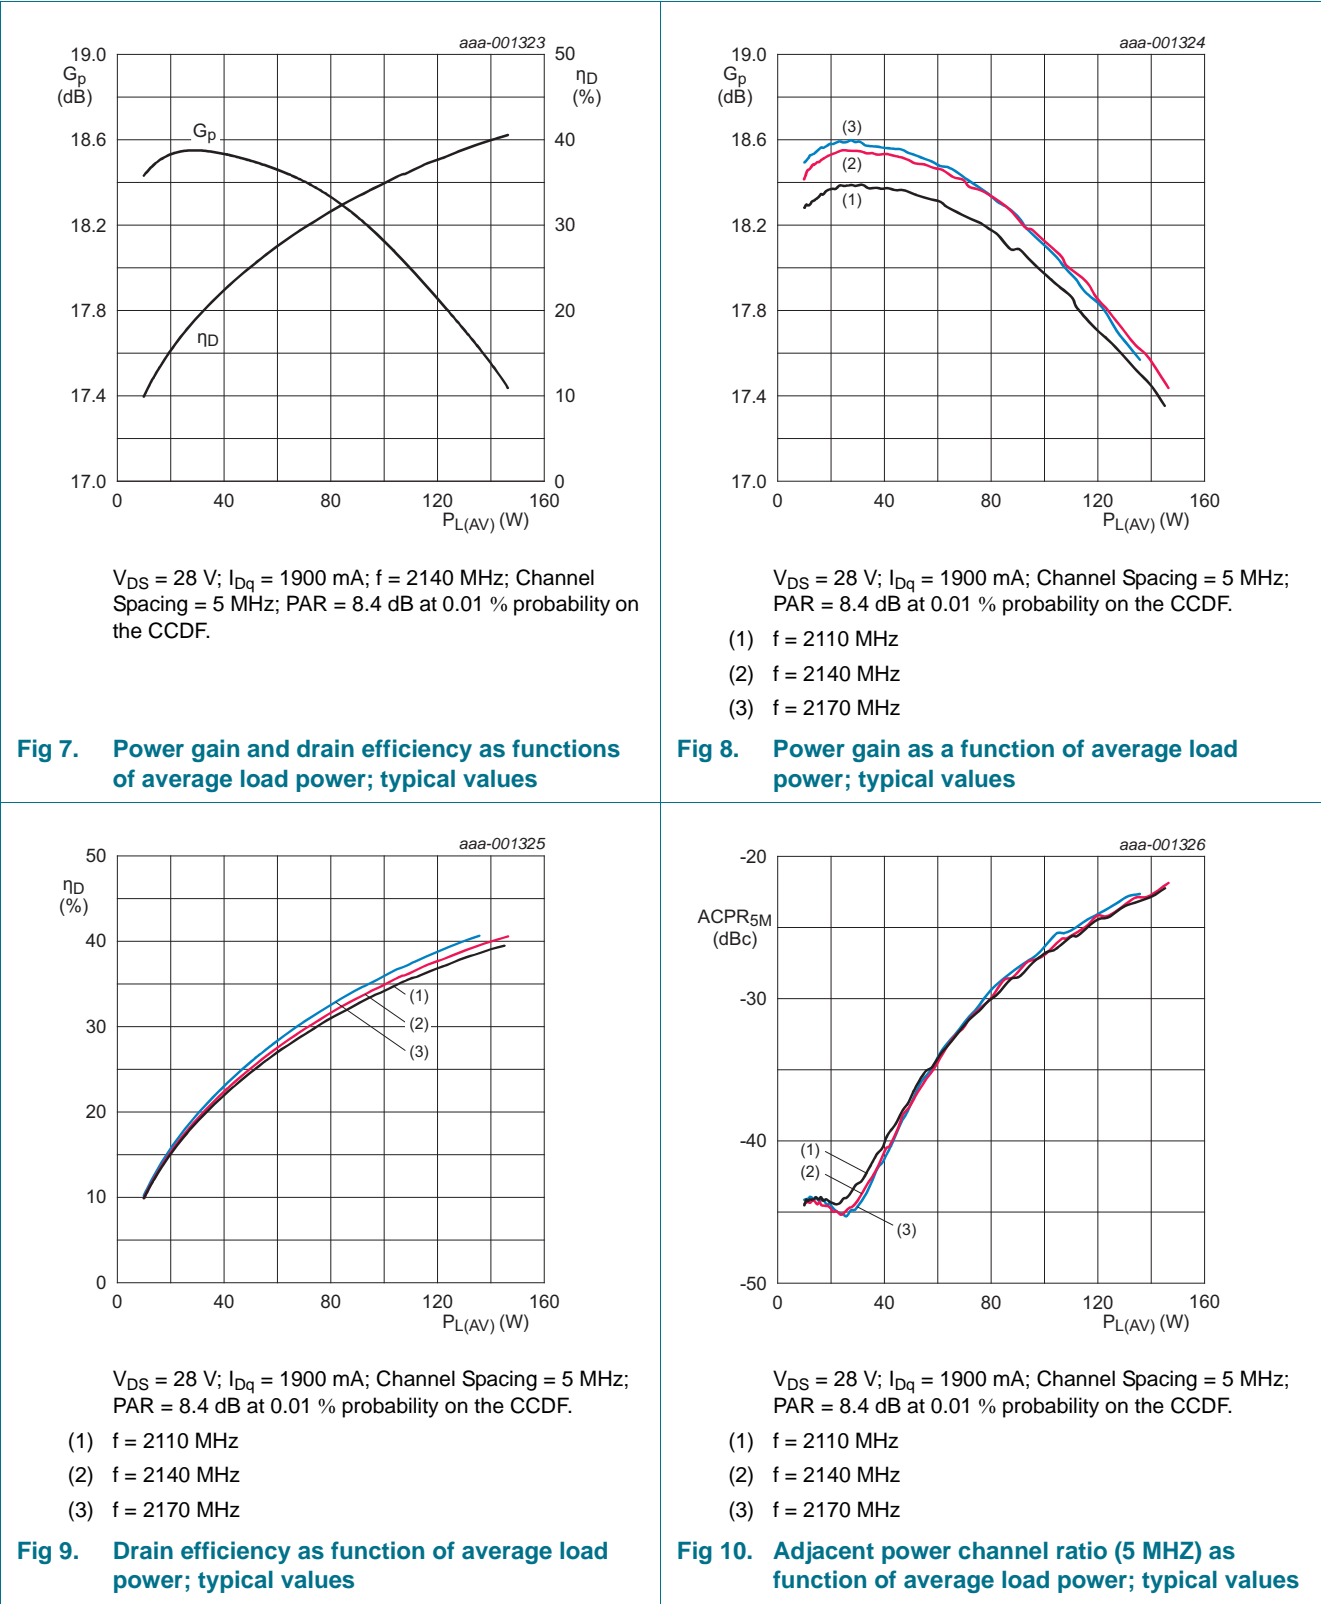 aaa-001323
19.0
Gp
(dB)
18.6
18.2
17.8
17.4
17.0
50
ηD
(%)
40
30
20
10
0
Gp
ηD
0 40 80 120 160
PL(AV) (W)
VDS = 28 V; IDq = 1900 mA; f = 2140 MHz; Channel
Spacing = 5 MHz; PAR = 8.4 dB at 0.01 % probability on
the CCDF.
Fig 7. Power gain and drain efficiency as functions
of average load power; typical values
aaa-001324
19.0
Gp
(dB)
18.6
18.2
17.8
17.4
17.0
(3)
(2)
(1)
0 40 80 120 160
PL(AV) (W)
VDS = 28 V; IDq = 1900 mA; Channel Spacing = 5 MHz;
PAR = 8.4 dB at 0.01 % probability on the CCDF.
(1) f = 2110 MHz
(2) f = 2140 MHz
(3) f = 2170 MHz
Fig 8. Power gain as a function of average load
power; typical values
aaa-001325
50
ηD
(%)
40
30
20
10
0
(1)
(2)
(3)
0 40 80 120 160
PL(AV) (W)
VDS = 28 V; IDq = 1900 mA; Channel Spacing = 5 MHz;
PAR = 8.4 dB at 0.01 % probability on the CCDF.
(1) f = 2110 MHz
(2) f = 2140 MHz
(3) f = 2170 MHz
Fig 9. Drain efficiency as function of average load
power; typical values
aaa-001326
-20
ACPR5M
(dBc)
-30
-40
-50
(1)
(2)
(3)
0 40 80 120 160
PL(AV) (W)
VDS = 28 V; IDq = 1900 mA; Channel Spacing = 5 MHz;
PAR = 8.4 dB at 0.01 % probability on the CCDF.
(1) f = 2110 MHz
(2) f = 2140 MHz
(3) f = 2170 MHz
Fig 10. Adjacent power channel ratio (5 MHZ) as
function of average load power; typical values